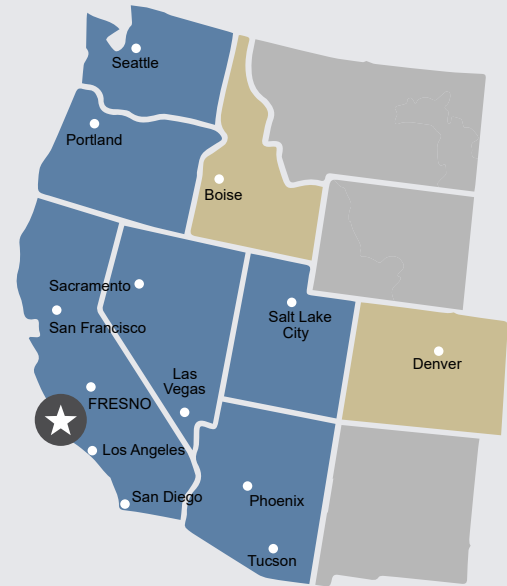 Seattle
Portland
Boise
Sacramento
San Francisco
Salt Lake
City
Denver
Las
Vegas
FRESNO
Los Angeles
San Diego
Phoenix
Tucson